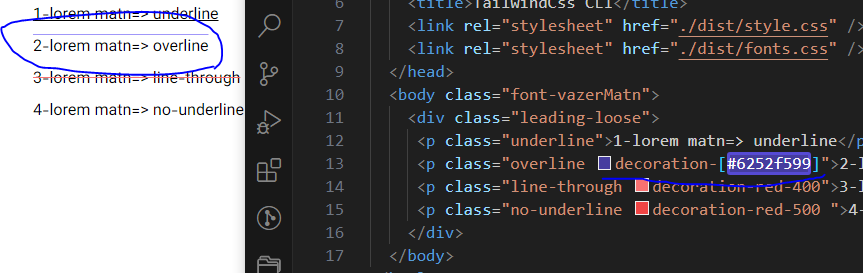 1-lorem matn=> underline
2-lorem matn=> overline
3-lorem matn=> line-through
4-lorem matn=> no-underline
6 <title>TailwindCss CLI</title>
7 <link rel="stylesheet" href="./dist/style.css" />
8 <link rel="stylesheet" href="./dist/fonts.css" />
9 </head>
10 <body class="font-vazerMatn">
11 <div class="leading-loose">
12 <p class="underline">1-lorem matn=> underline</p
13 <p class="overline decoration-[#6252f599]">2-l
14 <p class="line-through decoration-red-400">3-l
15 <p class="no-underline decoration-red-500 ">4-
16 </div>
17 </body>